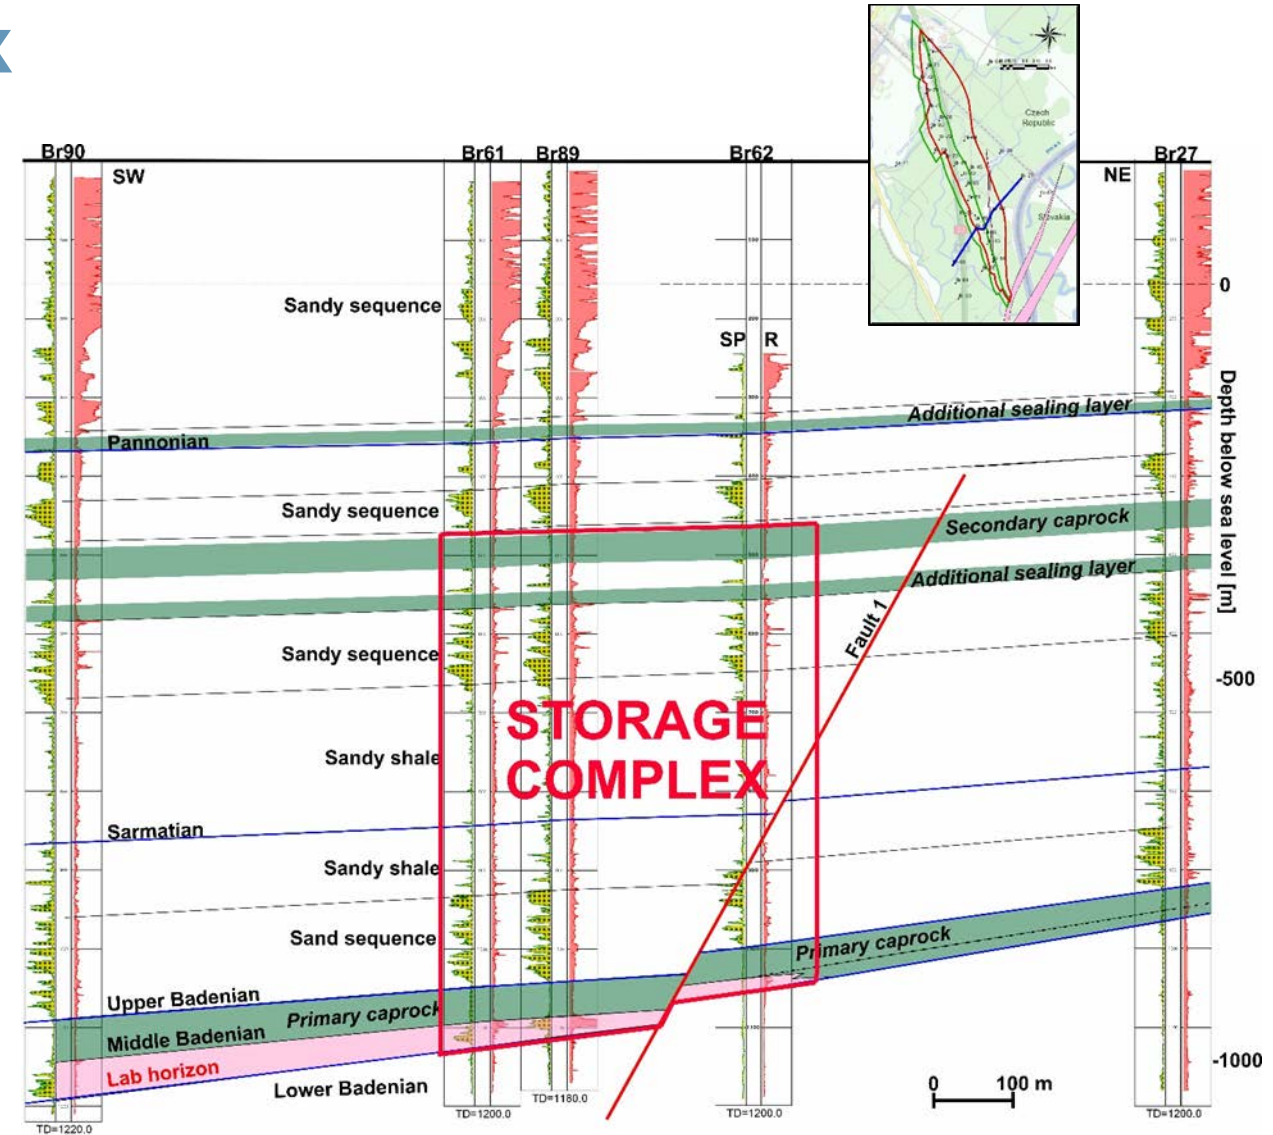 Czech
Republic
Slovakia
Br90
Br61
Br89
Br62
Br27
SW
NE
0
Sandy sequence
SP
R
Depth below sea level [m]
Additional sealing layer
Pannonian
Sandy sequence
Secondary caprock
Additional sealing layer
Fault 1
Sandy sequence
-500
STORAGE
COMPLEX
Sandy shale
Sarmatian
Sandy shale
Sand sequence
Primary caprock
Upper Badenian
Primary caprock
Middle Badenian
Lab horizon
Lower Badenian
-1000
0
100 m
TD=1220.0
TD=1200.0
TD=1180.0
TD=1200.0
TD=1200.0